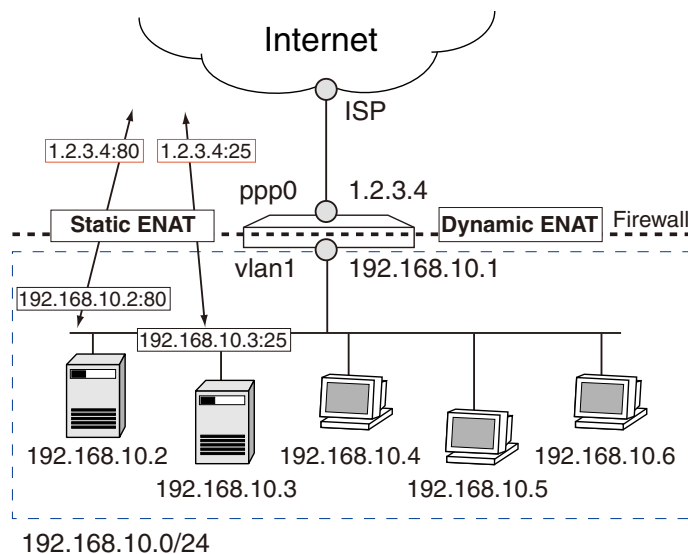 Internet
ISP
1.2.3.4:80
1.2.3.4:25
ppp0
1.2.3.4
Static ENAT
Dynamic ENAT
Firewall
vlan1
192.168.10.1
192.168.10.2:80
192.168.10.3:25
192.168.10.2
192.168.10.3
192.168.10.4
192.168.10.5
192.168.10.6
192.168.10.0/24